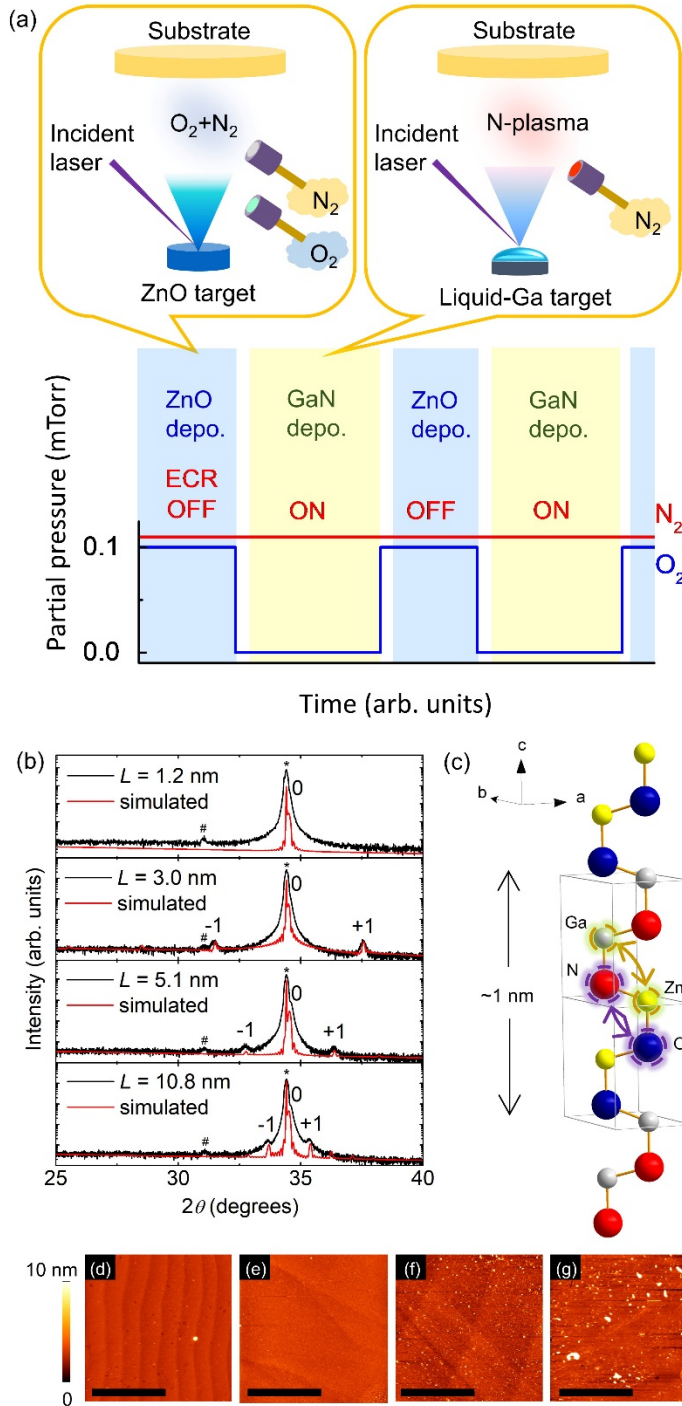 (a)
Substrate
Substrate
Incident
laser
O₂+N₂
Incident
laser
N-plasma
N₂
O₂
N₂
ZnO target
Liquid-Ga target
Partial pressure (mTorr)
ZnO
depo.
GaN
depo.
ZnO
depo.
GaN
depo.
ECR
OFF
ON
OFF
ON
N₂
0.1
O₂
0.0
Time (arb. units)
(b)
L = 1.2 nm
simulated
#
*
0
L = 3.0 nm
simulated
#
-1
*
0
+1
L = 5.1 nm
simulated
#
-1
*
0
+1
L = 10.8 nm
simulated
#
-1
*
0
+1
Intensity (arb. units)
25
30
35
40
2θ (degrees)
(c)
c
b
a
Ga
N
Zn
O
~1 nm
10 nm
0
(d)
(e)
(f)
(g)